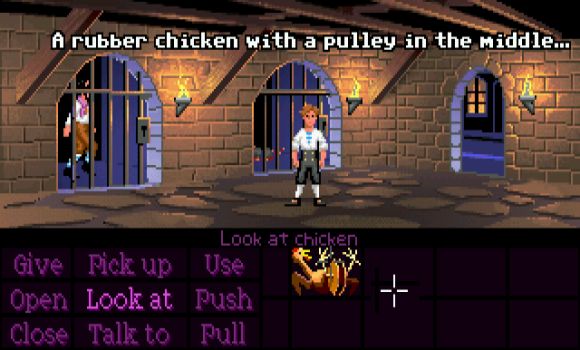 A rubber chicken with a pulley in the middle...
Look at chicken
Give Pick up Use
Open Look at Push
Close Talk to Pull